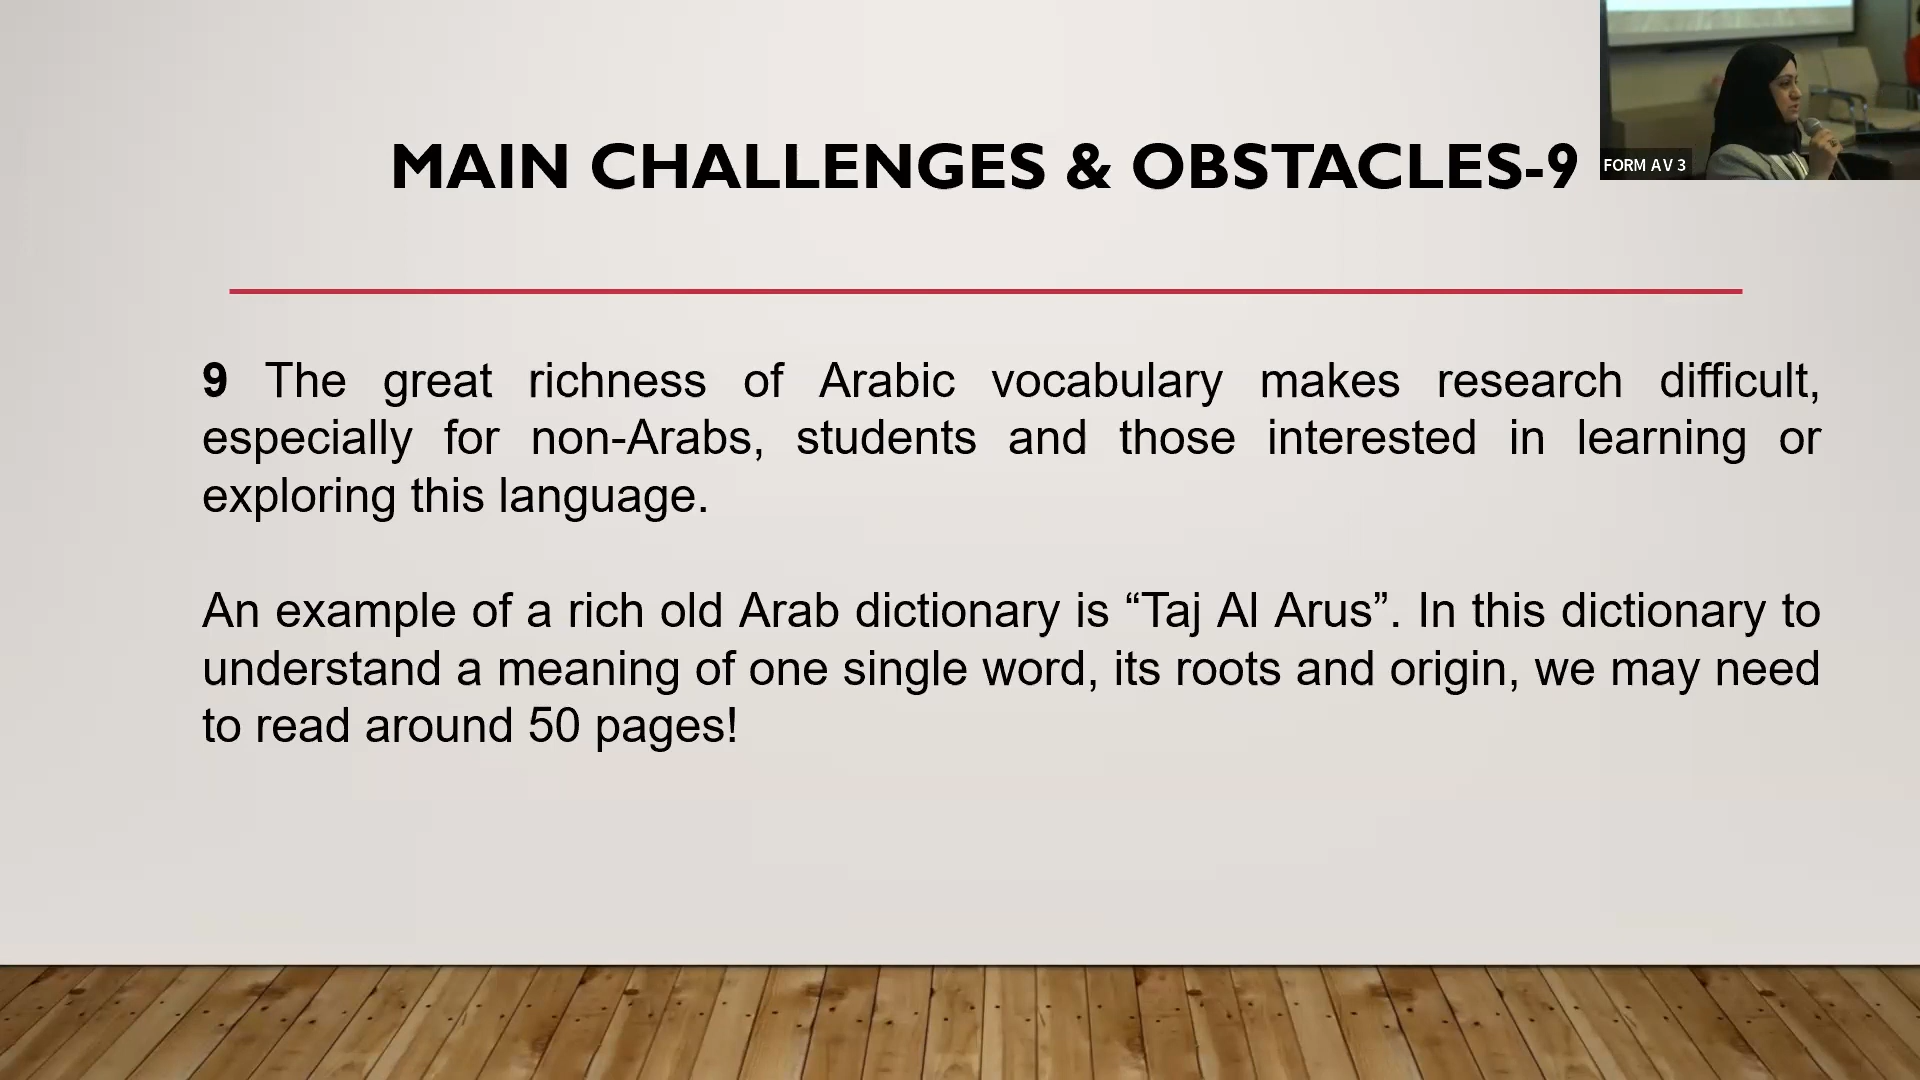 MAIN CHALLENGES & OBSTACLES-9
FORM AV 3
9 The great richness of Arabic vocabulary makes research difficult,
especially for non-Arabs, students and those interested in learning or
exploring this language.
An example of a rich old Arab dictionary is “Taj Al Arus”. In this dictionary to
understand a meaning of one single word, its roots and origin, we may need
to read around 50 pages!